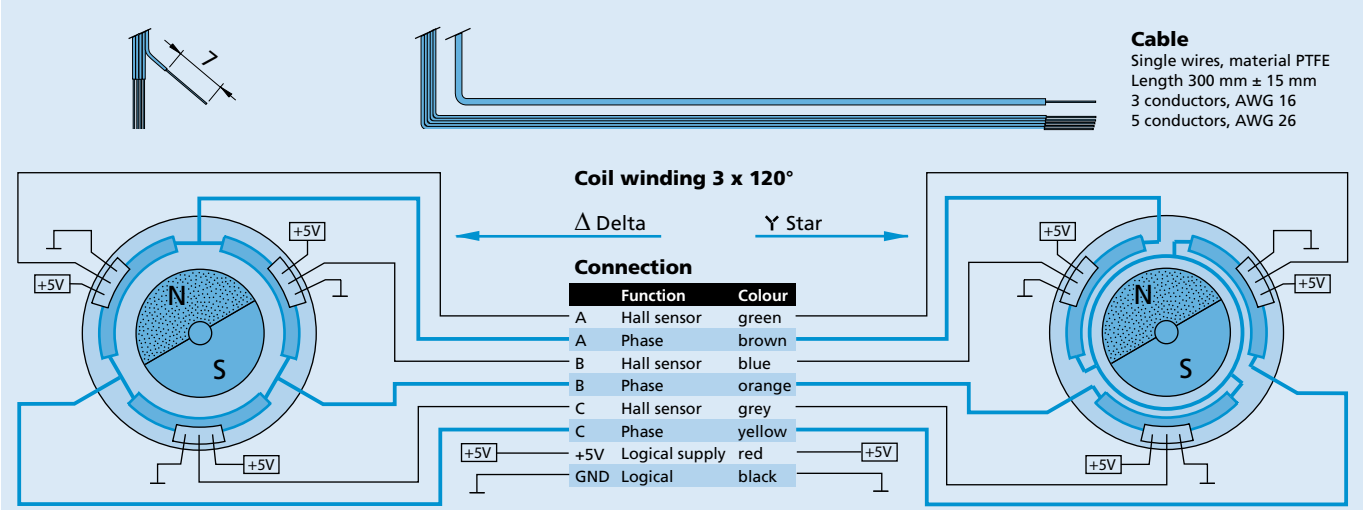 7
Cable
Single wires, material PTFE
Length 300 mm ± 15 mm
3 conductors, AWG 16
5 conductors, AWG 26
Coil winding 3 x 120°
Δ Delta
Y Star
Connection
Function Colour
A Hall sensor green
A Phase brown
B Hall sensor blue
B Phase orange
C Hall sensor grey
C Phase yellow
+5V Logical supply red
GND Logical black
+5V
+5V
N
S
+5V
+5V
+5V
+5V
+5V
N
S
+5V